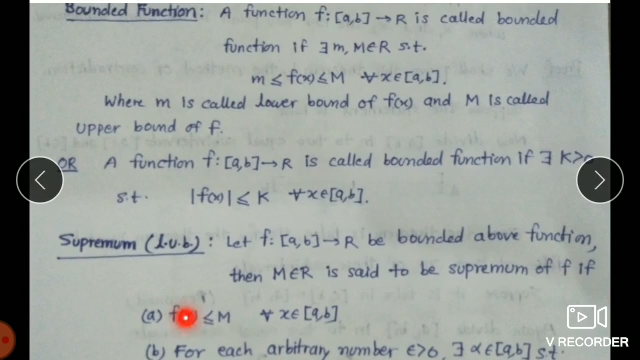 Bounded Function: A function f: [a,b] → R is called bounded
function if ∃ m, M∈R s.t.
m ≤ f(x) ≤ M ∀ x∈[a,b].
Where m is called lower bound of f(x) and M is called
upper bound of f.
OR A function f: [a,b] → R is called bounded function if ∃ K>0
s.t. |f(x)| ≤ K ∀ x∈[a,b].
Supremum (l.u.b.): Let f: [a,b] → R be bounded above function,
then M∈R is said to be supremum of f if
(a) f ≤ M ∀ x∈[a,b]
(b) For each arbitrary number ϵ>0, ∃ α∈[a,b] s.t.
V RECORDER